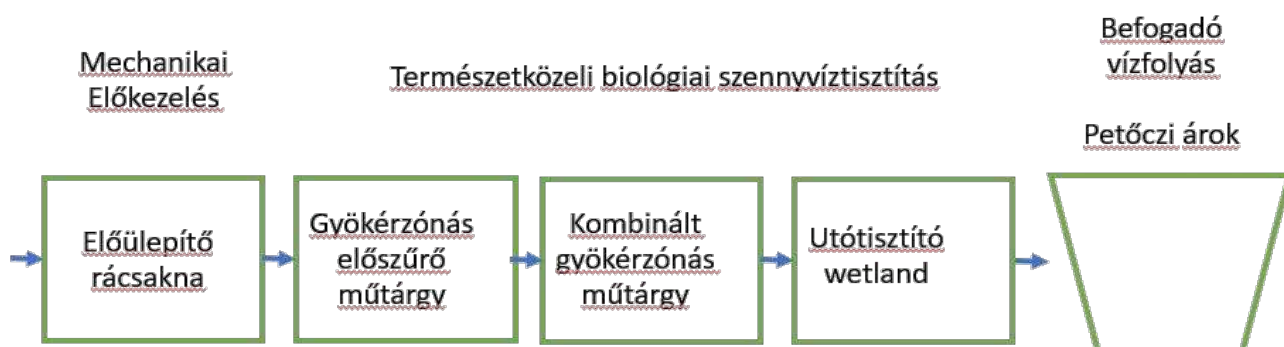 Mechanikai
Előkezelés
Természetközeli biológiai szennyvíztisztítás
Befogadó
vízfolyás
Petőczi árok
Előülepítő
rácsakna
Gyökérzónás
előszűrő
műtárgy
Kombinált
gyökérzónás
műtárgy
Utótisztító
wetland